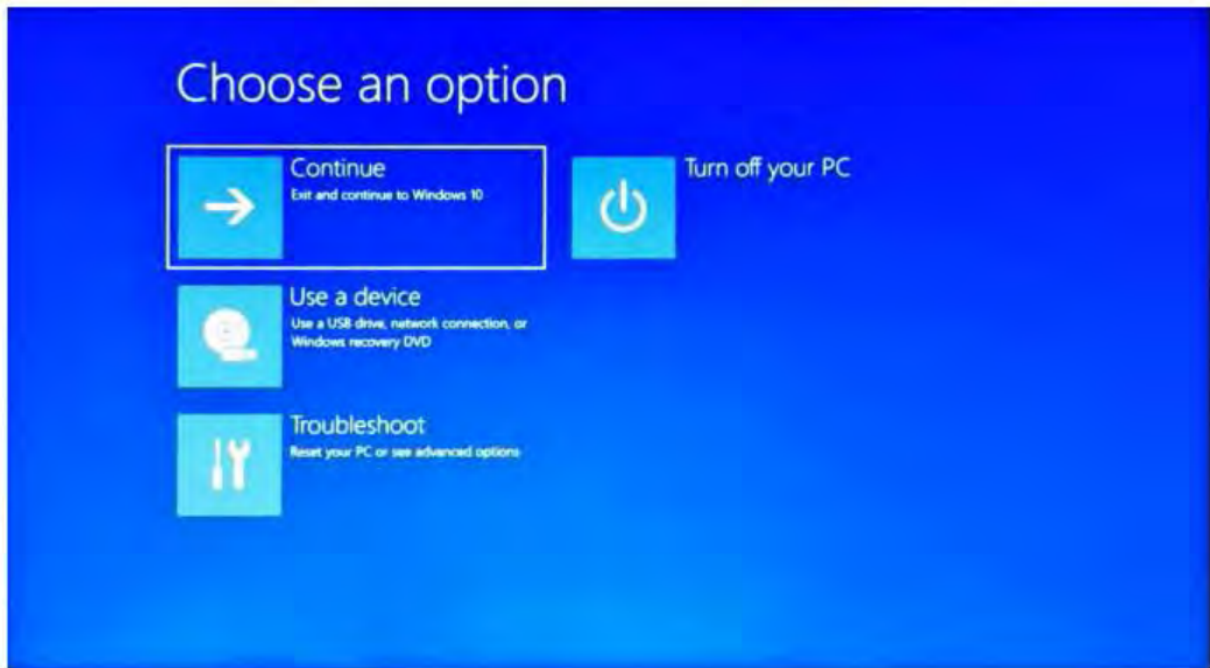 Choose an option
Continue
Exit and continue to Windows 10
Turn off your PC
Use a device
Use a USB drive, network connection, or
Windows recovery DVD
Troubleshoot
Reset your PC or see advanced options